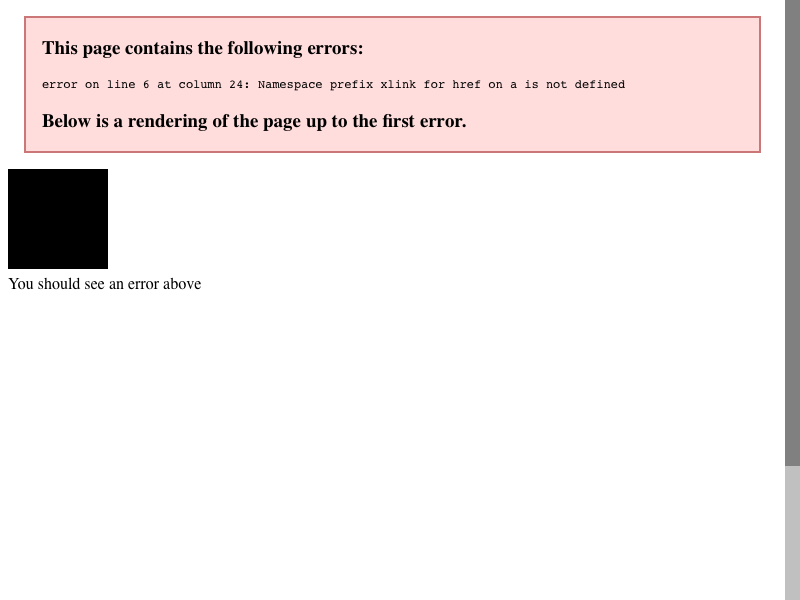 This page contains the following errors:
error on line 6 at column 24: Namespace prefix xlink for href on a is not defined
Below is a rendering of the page up to the first error.
You should see an error above